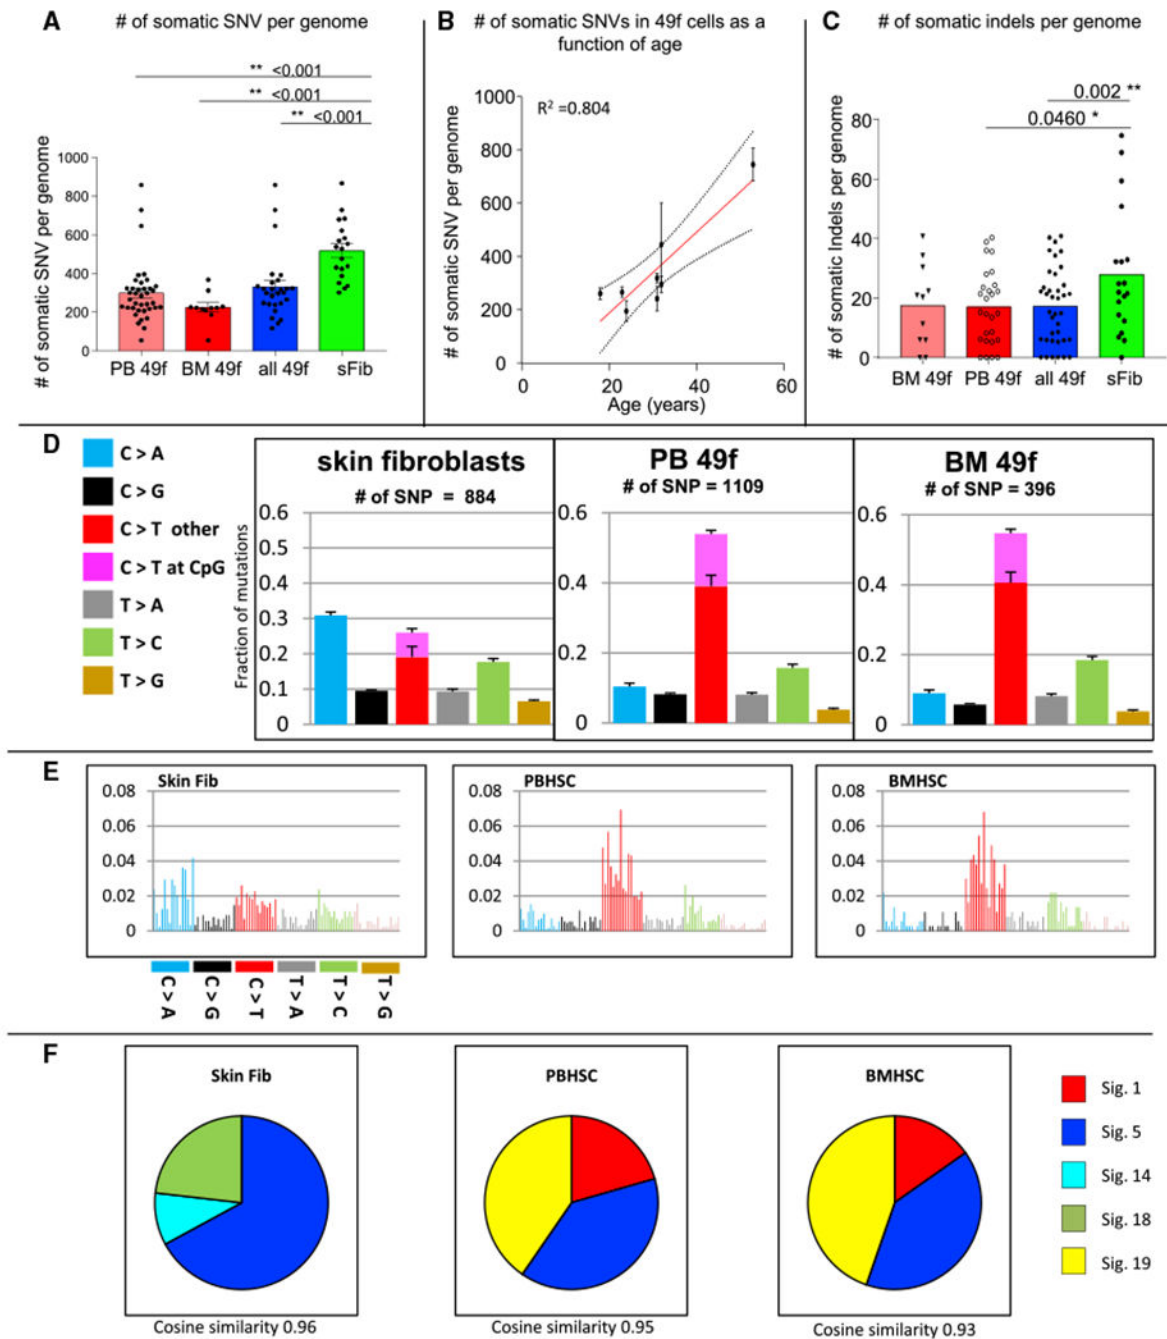 A
# of somatic SNV per genome
** <0.001
** <0.001
** <0.001
# of somatic SNV per genome
1000
800
600
400
200
0
PB 49f
BM 49f
all 49f
sFib
B
# of somatic SNVs in 49f cells as a
function of age
R² =0.804
# of somatic SNV per genome
1000
800
600
400
200
0
0
20
40
60
Age (years)
C
# of somatic indels per genome
0.002 **
0.0460 *
# of somatic Indels per genome
80
60
40
20
0
BM 49f
PB 49f
all 49f
sFib
D
C > A
C > G
C > T other
C > T at CpG
T > A
T > C
T > G
skin fibroblasts
# of SNP = 884
Fraction of mutations
0.6
0.5
0.4
0.3
0.2
0.1
0
PB 49f
# of SNP = 1109
0.6
0.4
0.2
0
BM 49f
# of SNP = 396
0.6
0.4
0.2
0
E
Skin Fib
0.08
0.06
0.04
0.02
0
C > A
C > G
C > T
T > A
T > C
T > G
PBHSC
0.08
0.06
0.04
0.02
0
BMHSC
0.08
0.06
0.04
0.02
0
F
Skin Fib
Cosine similarity 0.96
PBHSC
Cosine similarity 0.95
BMHSC
Cosine similarity 0.93
Sig. 1
Sig. 5
Sig. 14
Sig. 18
Sig. 19